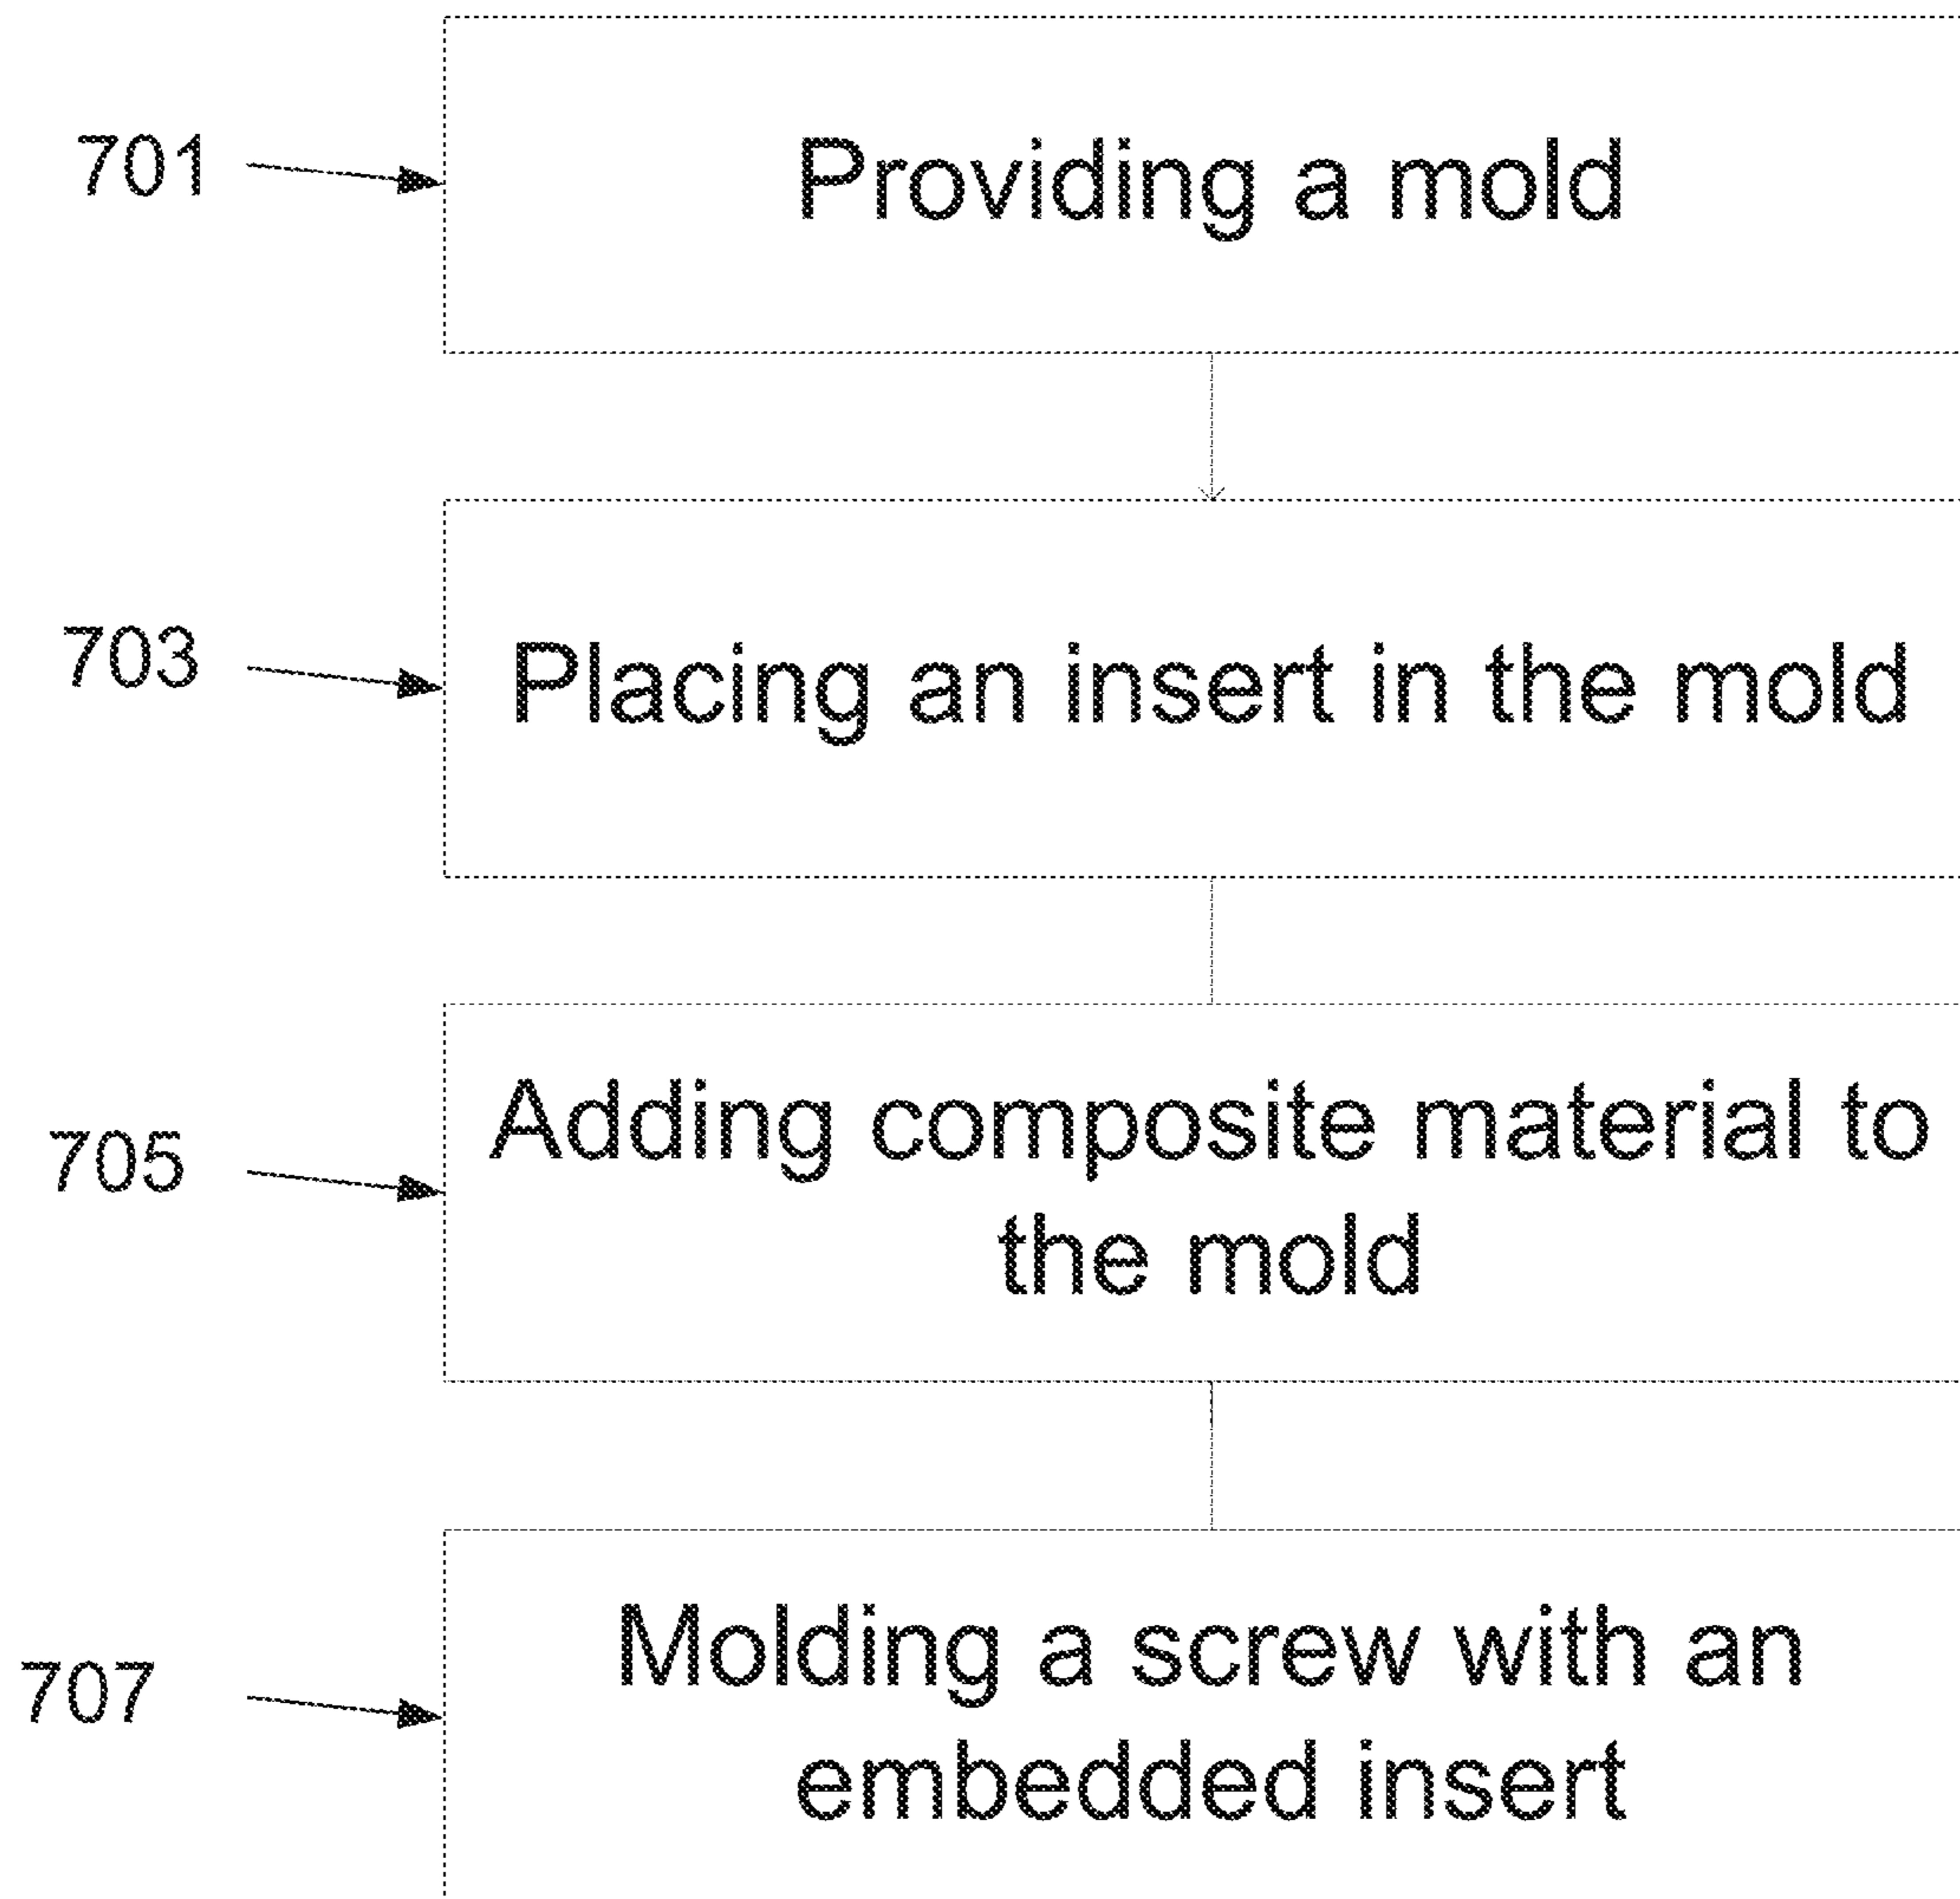 701
Providing a mold
703
Placing an insert in the mold
705
Adding composite material to
the mold
707
Molding a screw with an
embedded insert